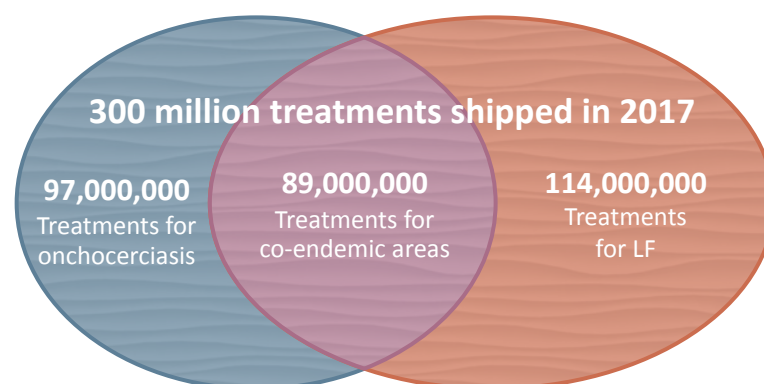 300 million treatments shipped in 2017
97,000,000
Treatments for
onchocerciasis
89,000,000
Treatments for
co-endemic areas
114,000,000
Treatments
for LF